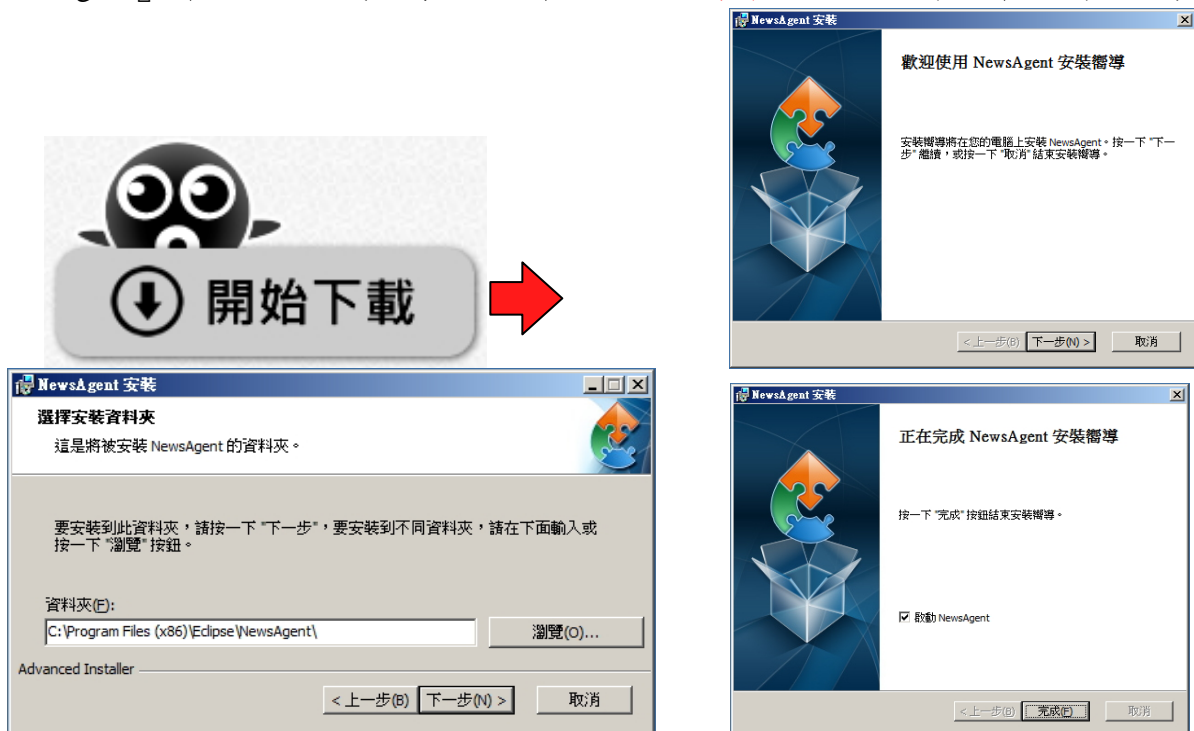 開始下載
NewsAgent 安裝
歡迎使用 NewsAgent 安裝嚮導
安裝嚮導將在您的電腦上安裝 NewsAgent。按一下 "下一
步" 繼續，或按一下 "取消" 結束安裝嚮導。
< 上一步(B) 下一步(N) > 取消
NewsAgent 安裝
選擇安裝資料夾
這是將被安裝 NewsAgent 的資料夾。
要安裝到此資料夾，請按一下 "下一步"，要安裝到不同資料夾，請在下面輸入或
按一下 "瀏覽" 按鈕。
資料夾(F):
C:\Program Files (x86)\Eclipse\NewsAgent\
瀏覽(O)...
Advanced Installer
< 上一步(B) 下一步(N) > 取消
NewsAgent 安裝
正在完成 NewsAgent 安裝嚮導
按一下 "完成" 按鈕結束安裝嚮導。
啟動 NewsAgent
< 上一步(B) 完成(F) 取消